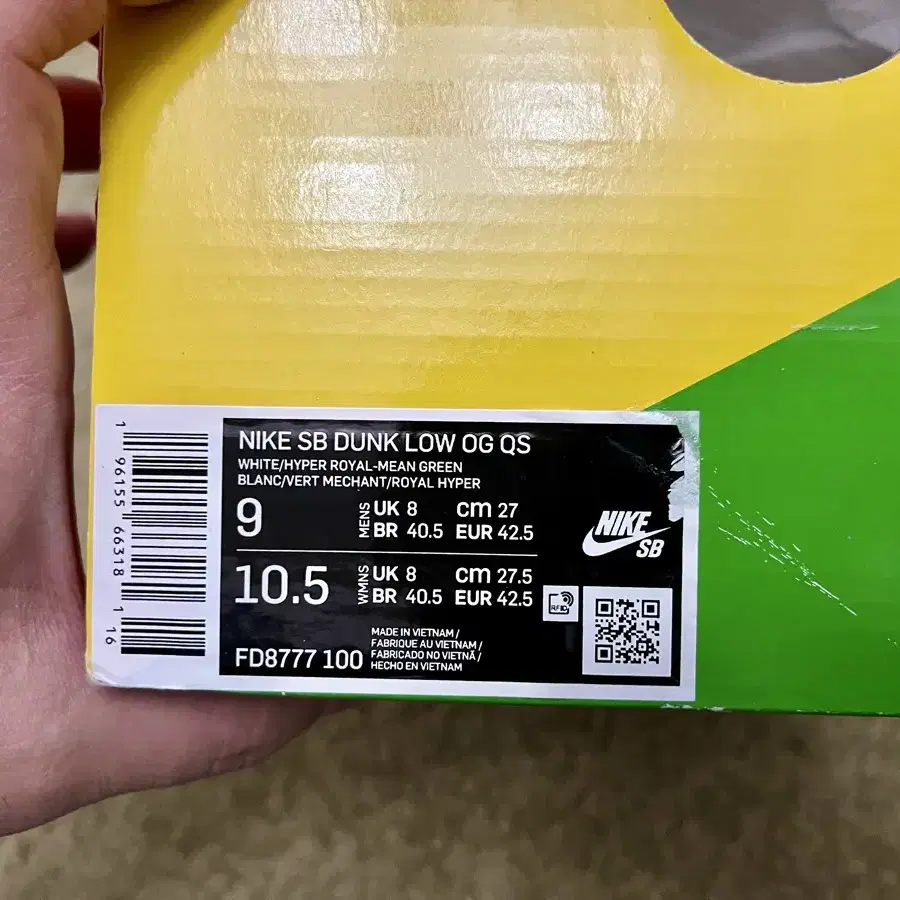 NIKE SB DUNK LOW OG QS
WHITE/HYPER ROYAL-MEAN GREEN
BLANC/VERT MECHANT/ROYAL HYPER
9 MENS UK 8 cm 27
BR 40.5 EUR 42.5
10.5 WMNS UK 8 cm 27.5
BR 40.5 EUR 42.5
RFID
FD8777 100
MADE IN VIETNAM /
FABRIQUE AU VIETNAM /
FABRICADO NO VIETNÃ /
HECHO EN VIETNAM
NIKE
SB
1 96155 66318 1 16